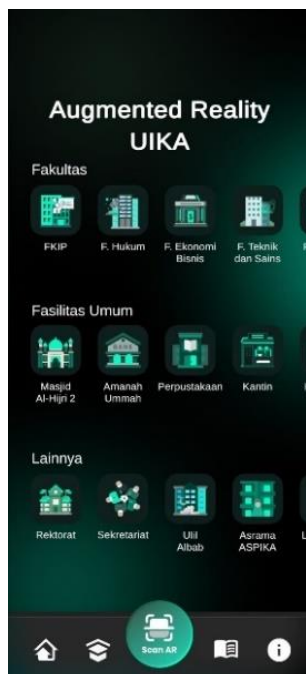 Augmented Reality
UIKA
Fakultas
FKIP
F. Hukum
F. Ekonomi
Bisnis
F. Teknik
dan Sains
Fasilitas Umum
BANK
Masjid
Al-Hijri 2
Amanah
Ummah
Perpustakaan
Kantin
Lainnya
Rektorat
Sekretariat
Ulil
Albab
Asrama
ASPIKA
Scan AR